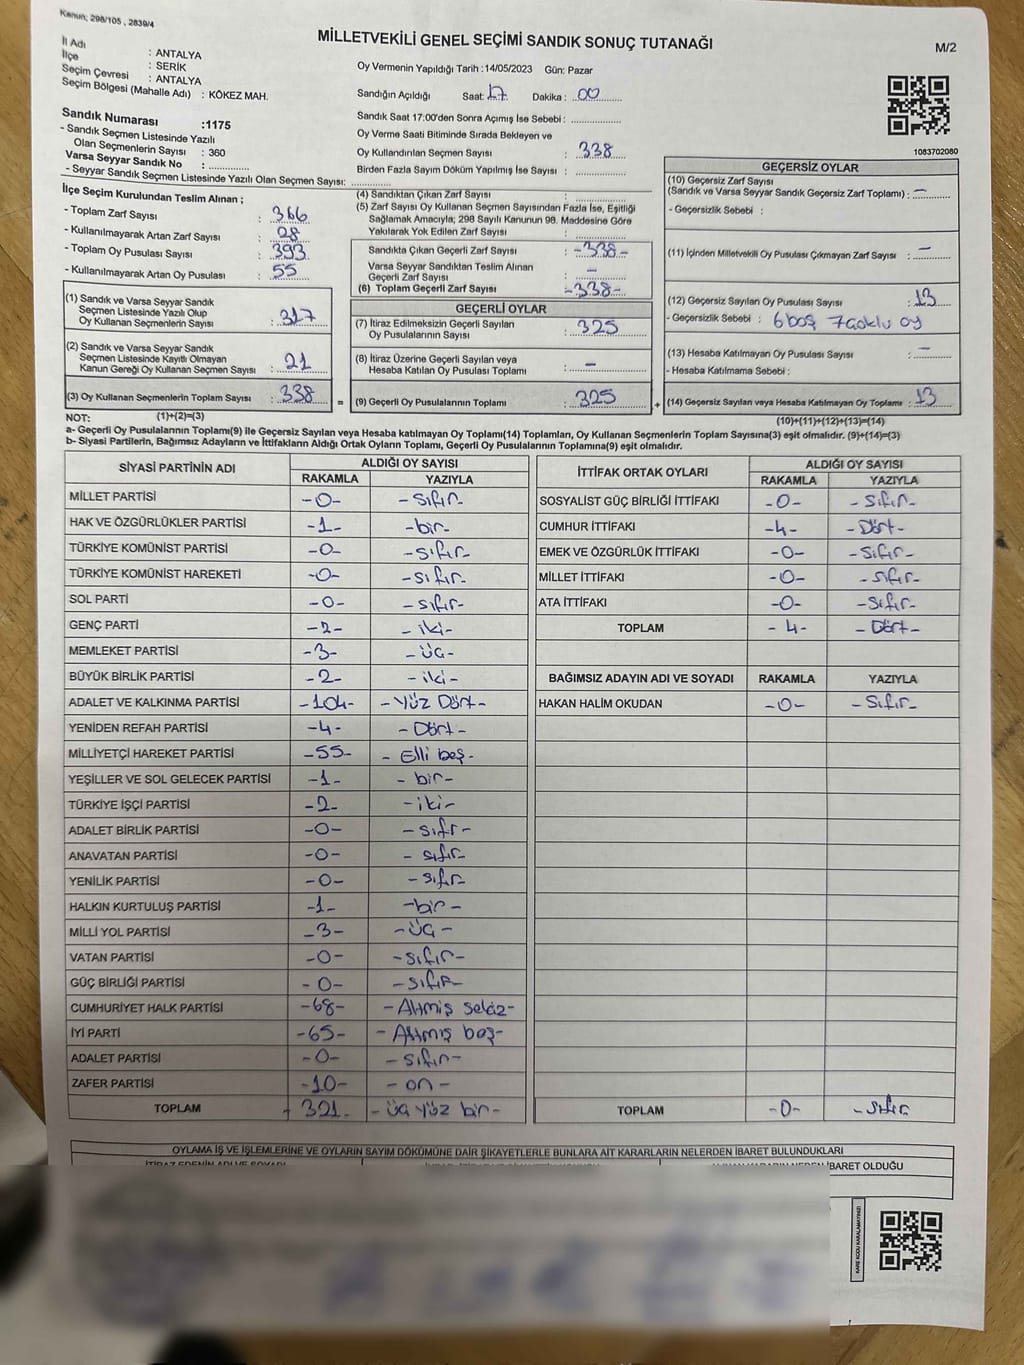 Kanun; 298/105 , 2839/4
MİLLETVEKİLİ GENEL SEÇİMİ SANDIK SONUÇ TUTANAĞI
M/2
İl Adı : ANTALYA
İlçe : SERİK
Seçim Çevresi : ANTALYA
Seçim Bölgesi (Mahalle Adı) : KÖKEZ MAH.
Oy Vermenin Yapıldığı Tarih :14/05/2023 Gün: Pazar
Sandığın Açıldığı Saat: 17 Dakika : 00
Sandık Saat 17:00'den Sonra Açımış İse Sebebi :
Oy Verme Saati Bitiminde Sırada Bekleyen ve
Oy Kullandırılan Seçmen Sayısı : 338
Birden Fazla Sayım Döküm Yapılmış İse Sayısı :
1083702080
Sandık Numarası :1175
- Sandık Seçmen Listesinde Yazılı
Olan Seçmenlerin Sayısı : 360
Varsa Seyyar Sandık No :
- Seyyar Sandık Seçmen Listesinde Yazılı Olan Seçmen Sayısı:
İlçe Seçim Kurulundan Teslim Alınan ;
- Toplam Zarf Sayısı : 366
- Kullanılmayarak Artan Zarf Sayısı : 28
- Toplam Oy Pusulası Sayısı : 393
- Kullanılmayarak Artan Oy Pusulası : 55
(1) Sandık ve Varsa Seyyar Sandık
Seçmen Listesinde Yazılı Olup
Oy Kullanan Seçmenlerin Sayısı : 317
(2) Sandık ve Varsa Seyyar Sandık
Seçmen Listesinde Kayıtlı Olmayan
Kanun Gereği Oy Kullanan Seçmen Sayısı : 21
(3) Oy Kullanan Seçmenlerin Toplam Sayısı : 338 =
(4) Sandıktan Çıkan Zarf Sayısı :
(5) Zarf Sayısı Oy Kullanan Seçmen Sayısından Fazla İse, Eşitliği
Sağlamak Amacıyla; 298 Sayılı Kanunun 98. Maddesine Göre
Yakılarak Yok Edilen Zarf Sayısı :
Sandıkta Çıkan Geçerli Zarf Sayısı : -338-
Varsa Seyyar Sandıktan Teslim Alınan
Geçerli Zarf Sayısı : -
(6) Toplam Geçerli Zarf Sayısı : -338-
GEÇERLİ OYLAR
(7) İtiraz Edilmeksizin Geçerli Sayılan
Oy Pusulalarının Sayısı : 325
(8) İtiraz Üzerine Geçerli Sayılan veya
Hesaba Katılan Oy Pusulası Toplamı : -
(9) Geçerli Oy Pusulalarının Toplamı : 325 +
GEÇERSİZ OYLAR
(10) Geçersiz Zarf Sayısı
(Sandık ve Varsa Seyyar Sandık Geçersiz Zarf Toplamı) : -
- Geçersizlik Sebebi :
(11) İçinden Milletvekili Oy Pusulası Çıkmayan Zarf Sayısı : -
(12) Geçersiz Sayılan Oy Pusulası Sayısı : 13
- Geçersizlik Sebebi : 6 boş 7 oy
(13) Hesaba Katılmayan Oy Pusulası Sayısı : -
- Hesaba Katılmama Sebebi :
(14) Geçersiz Sayılan veya Hesaba Katılmayan Oy Toplamı : 13
NOT: (1)+(2)=(3) (10)+(11)+(12)+(13)=(14)
a- Geçerli Oy Pusulalarının Toplamı(9) ile Geçersiz Sayılan veya Hesaba katılmayan Oy Toplamı(14) Toplamları, Oy Kullanan Seçmenlerin Toplam Sayısına(3) eşit olmalıdır. (9)+(14)=(3)
b- Siyasi Partilerin, Bağımsız Adayların ve İttifakların Aldığı Ortak Oyların Toplamı, Geçerli Oy Pusulalarının Toplamına(9) eşit olmalıdır.
SİYASİ PARTİNİN ADI ALDIĞI OY SAYISI
RAKAMLA YAZIYLA
MİLLET PARTİSİ -0- -Sıfır-
HAK VE ÖZGÜRLÜKLER PARTİSİ -1- -bir-
TÜRKİYE KOMÜNİST PARTİSİ -0- -sıfır-
TÜRKİYE KOMÜNİST HAREKETİ -0- -sıfır-
SOL PARTİ -0- -sıfır-
GENÇ PARTİ -2- -iki-
MEMLEKET PARTİSİ -3- -üç-
BÜYÜK BİRLİK PARTİSİ -2- -iki-
ADALET VE KALKINMA PARTİSİ -104- -Yüz Dört-
YENİDEN REFAH PARTİSİ -4- -Dört-
MİLLİYETÇİ HAREKET PARTİSİ -55- -Elli beş-
YEŞİLLER VE SOL GELECEK PARTİSİ -1- -bir-
TÜRKİYE İŞÇİ PARTİSİ -2- -iki-
ADALET BİRLİK PARTİSİ -0- -sıfır-
ANAVATAN PARTİSİ -0- -sıfır-
YENİLİK PARTİSİ -0- -sıfır-
HALKIN KURTULUŞ PARTİSİ -1- -bir-
MİLLİ YOL PARTİSİ -3- -üç-
VATAN PARTİSİ -0- -sıfır-
GÜÇ BİRLİĞİ PARTİSİ -0- -sıfır-
CUMHURİYET HALK PARTİSİ -68- -Altmış sekiz-
İYİ PARTİ -65- -Altmış beş-
ADALET PARTİSİ -0- -sıfır-
ZAFER PARTİSİ -10- -on-
TOPLAM -321- -üç yüz bir-
İTTİFAK ORTAK OYLARI ALDIĞI OY SAYISI
RAKAMLA YAZIYLA
SOSYALİST GÜÇ BİRLİĞİ İTTİFAKI -0- -Sıfır-
CUMHUR İTTİFAKI -4- -Dört-
EMEK VE ÖZGÜRLÜK İTTİFAKI -0- -Sıfır-
MİLLET İTTİFAKI -0- -sıfır-
ATA İTTİFAKI -0- -Sıfır-
TOPLAM -4- -Dört-
BAĞIMSIZ ADAYIN ADI VE SOYADI RAKAMLA YAZIYLA
HAKAN HALİM OKUDAN -0- -Sıfır-
TOPLAM -0- -Sıfır
OYLAMA İŞ VE İŞLEMLERİNE VE OYLARIN SAYIM DÖKÜMÜNE DAİR ŞİKAYETLERLE BUNLARA AİT KARARLARIN NELERDEN İBARET BULUNDUKLARI
İTİRAZ EDENİN ADI VE SOYADI
İBARET OLDUĞU
KARE KODU KARALAMAYINIZ!